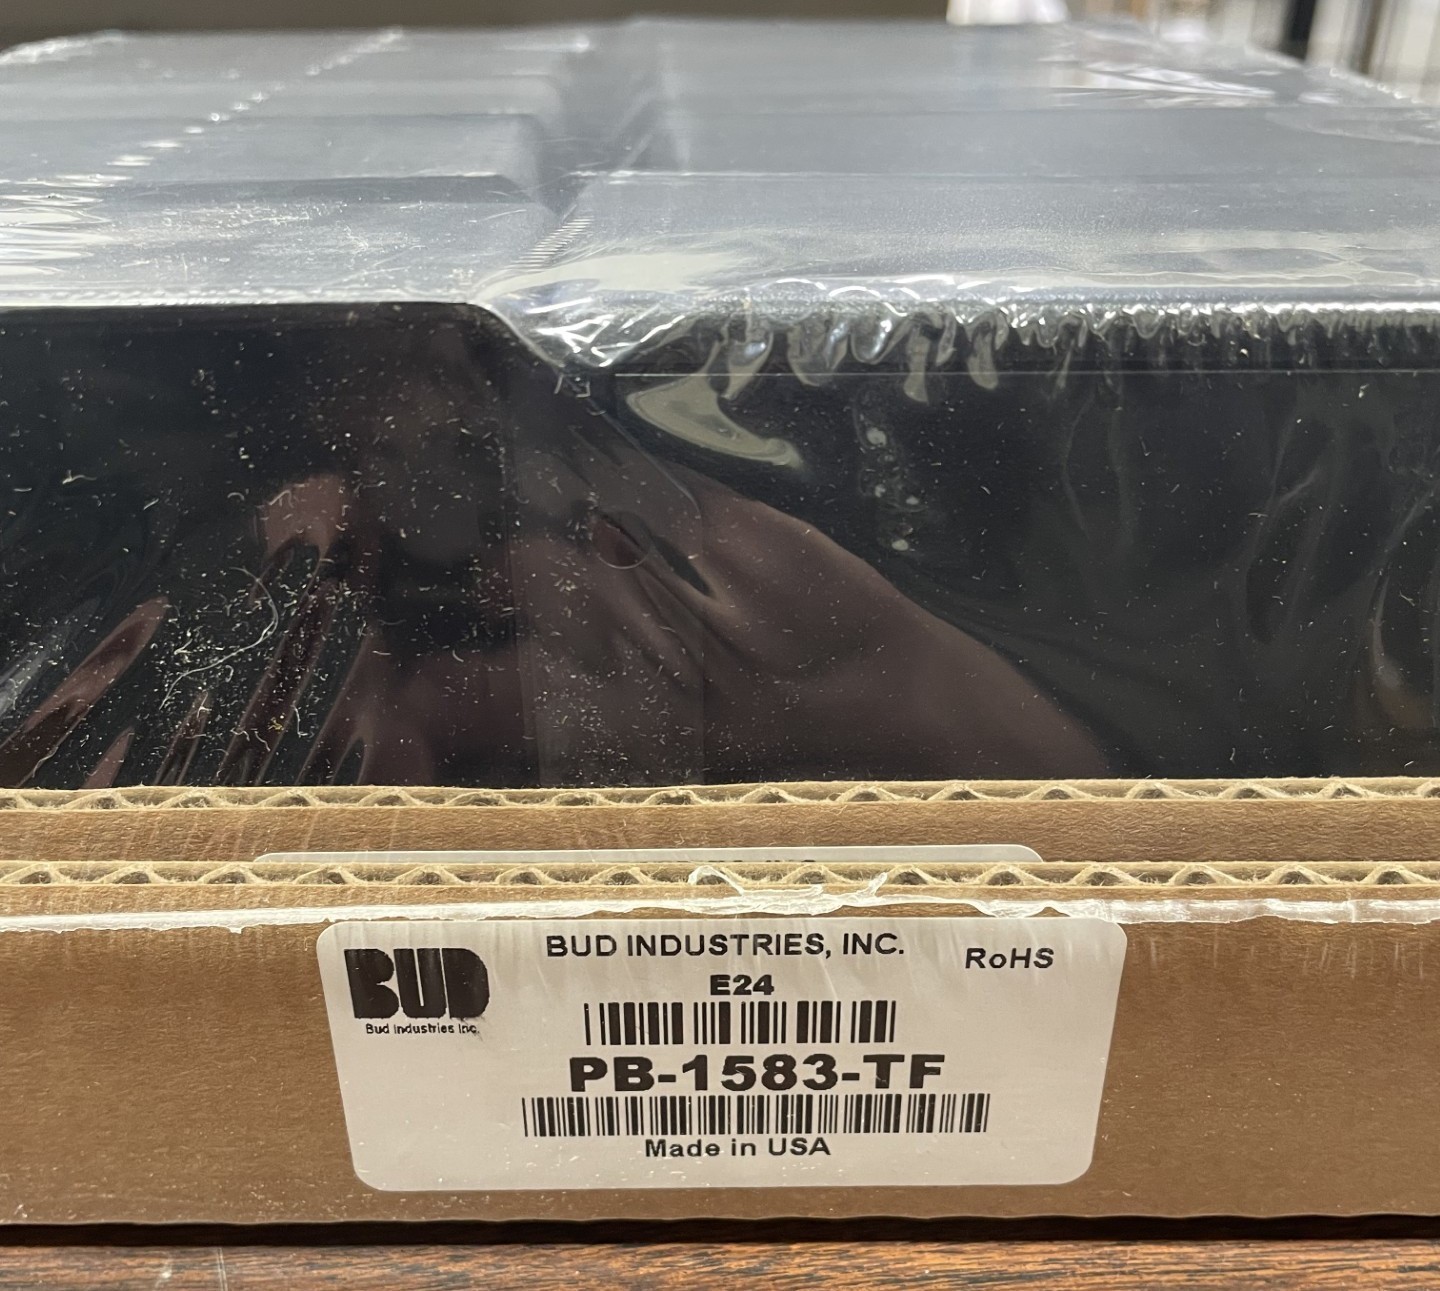 BUD
Bud Industries Inc.
BUD INDUSTRIES, INC.
RoHS
E24
PB-1583-TF
Made in USA